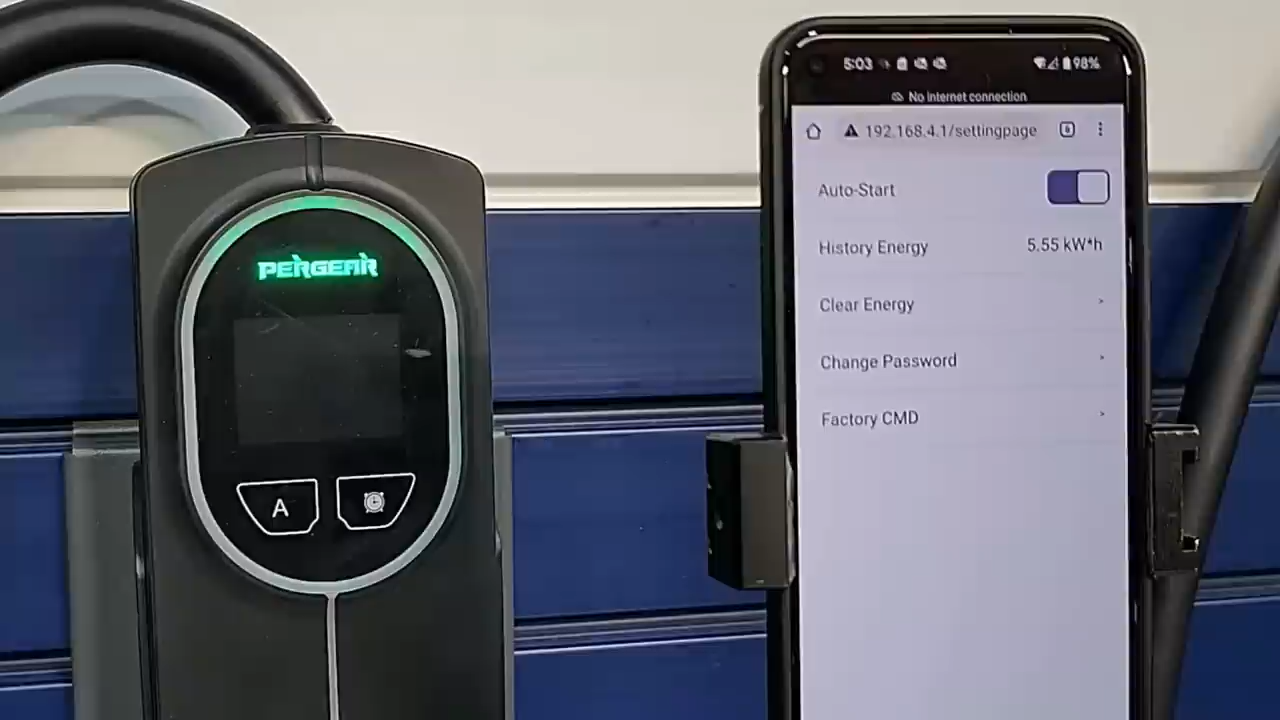 PERGEAR
A
5:03
98%
No internet connection
192.168.4.1/settingpage
6
Auto-Start
History Energy 5.55 kW*h
Clear Energy >
Change Password >
Factory CMD >